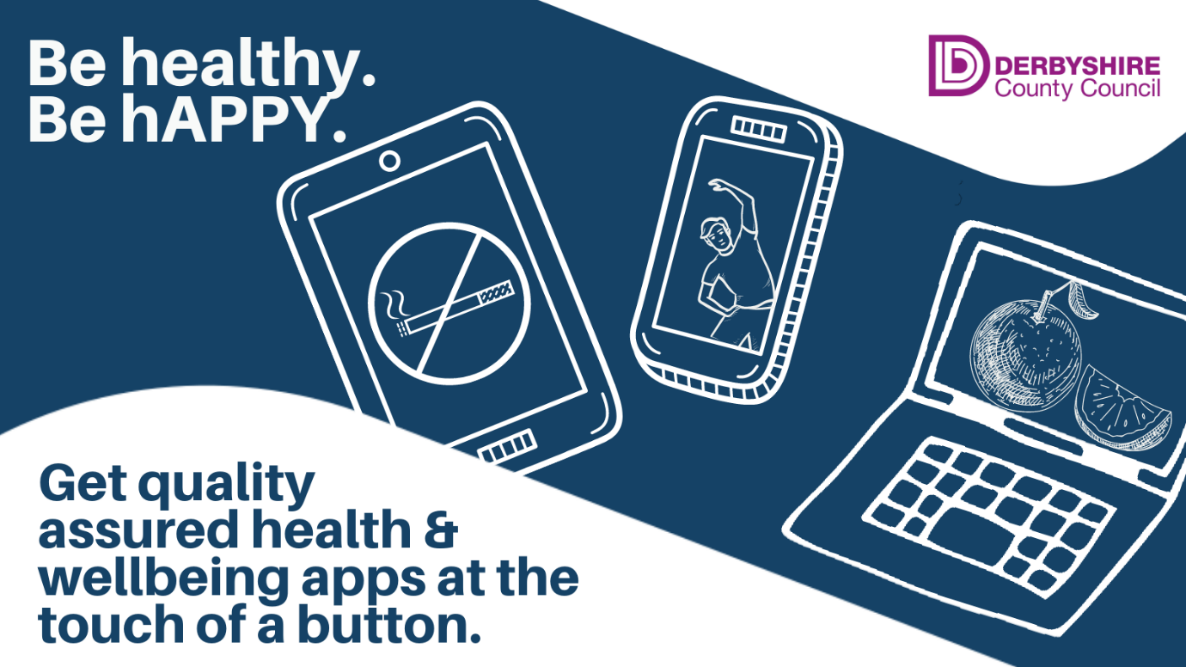 Be healthy.
Be hAPPY.
DERBYSHIRE
County Council
Get quality
assured health &
wellbeing apps at the
touch of a button.